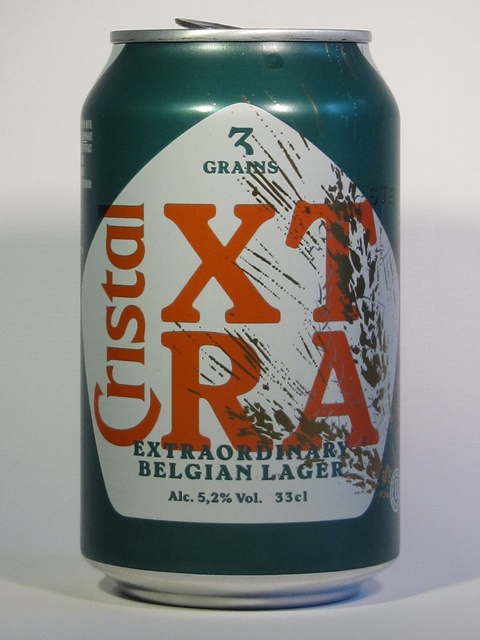 3
GRAINS
Cristal
XT
RA
EXTRAORDINARY
BELGIAN LAGER
Alc. 5,2% Vol. 33cl